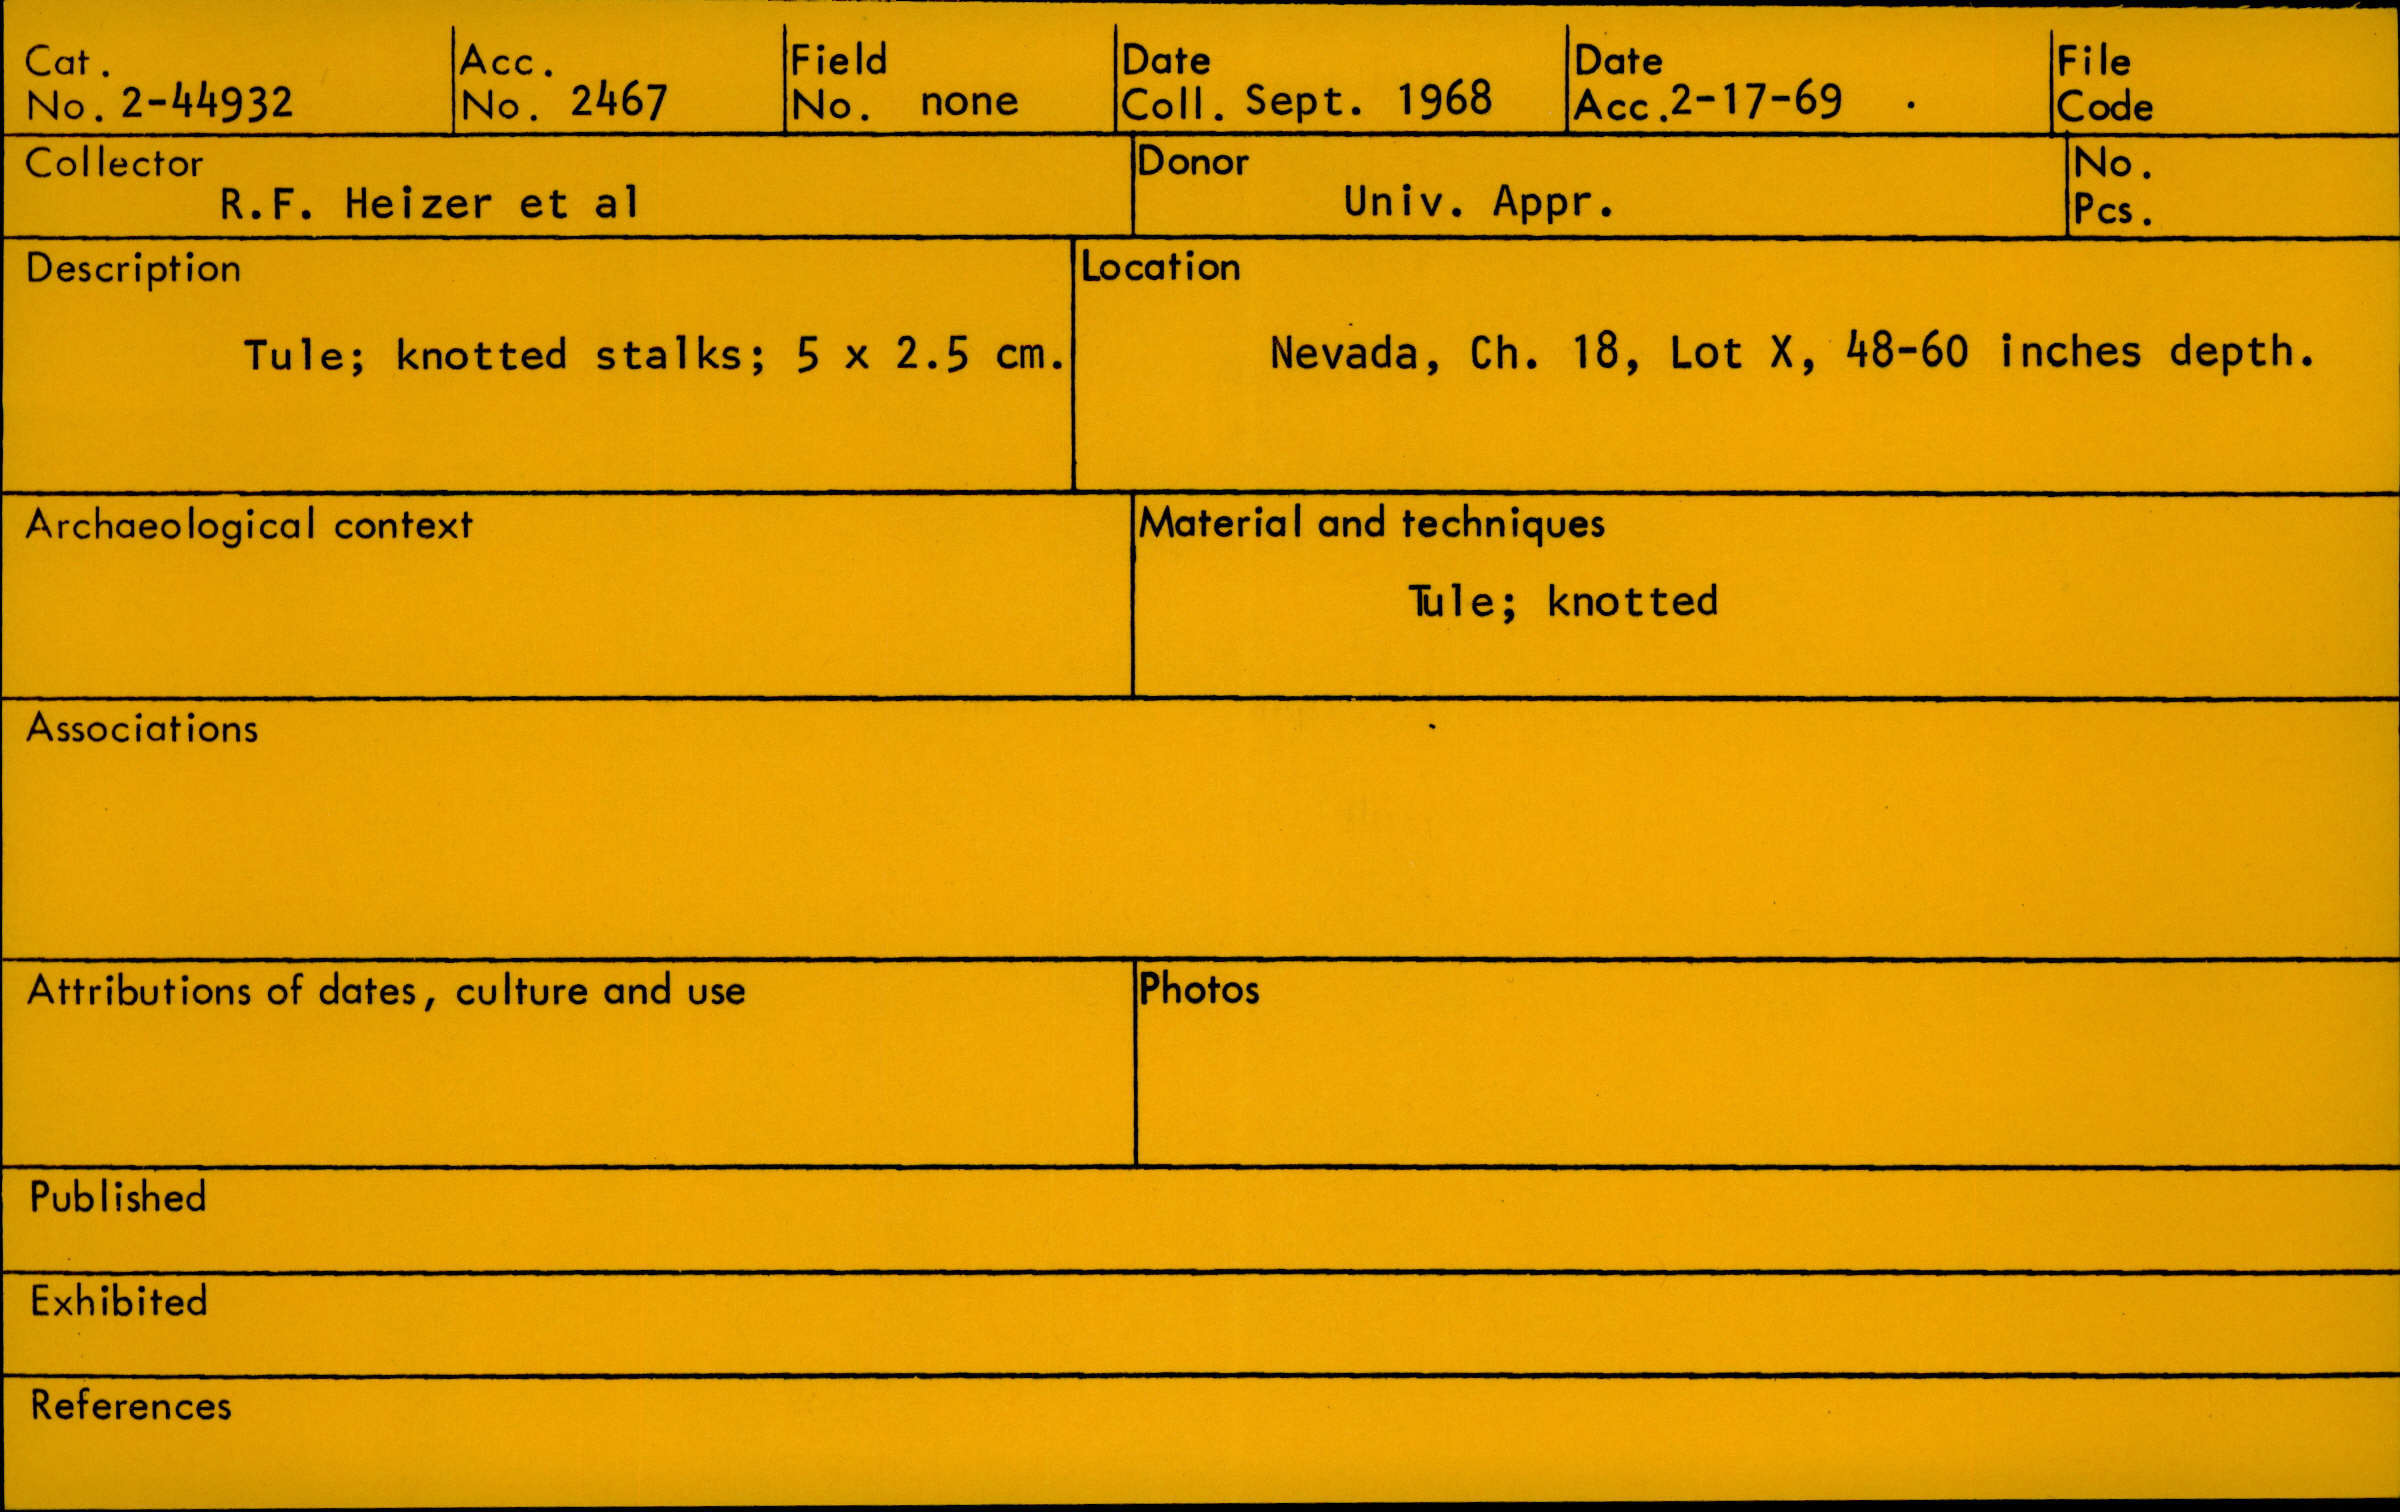 Cat.
No. 2-44932
Acc.
No. 2467
Field
No. none
Date
Coll. Sept. 1968
Date
Acc. 2-17-69
File
Code
Collector
R.F. Heizer et al
Donor
Univ. Appr.
No.
Pcs.
Description
Tule; knotted stalks; 5 x 2.5 cm.
Location
Nevada, Ch. 18, Lot X, 48-60 inches depth.
Archaeological context
Material and techniques
Tule; knotted
Associations
Attributions of dates, culture and use
Photos
Published
Exhibited
References